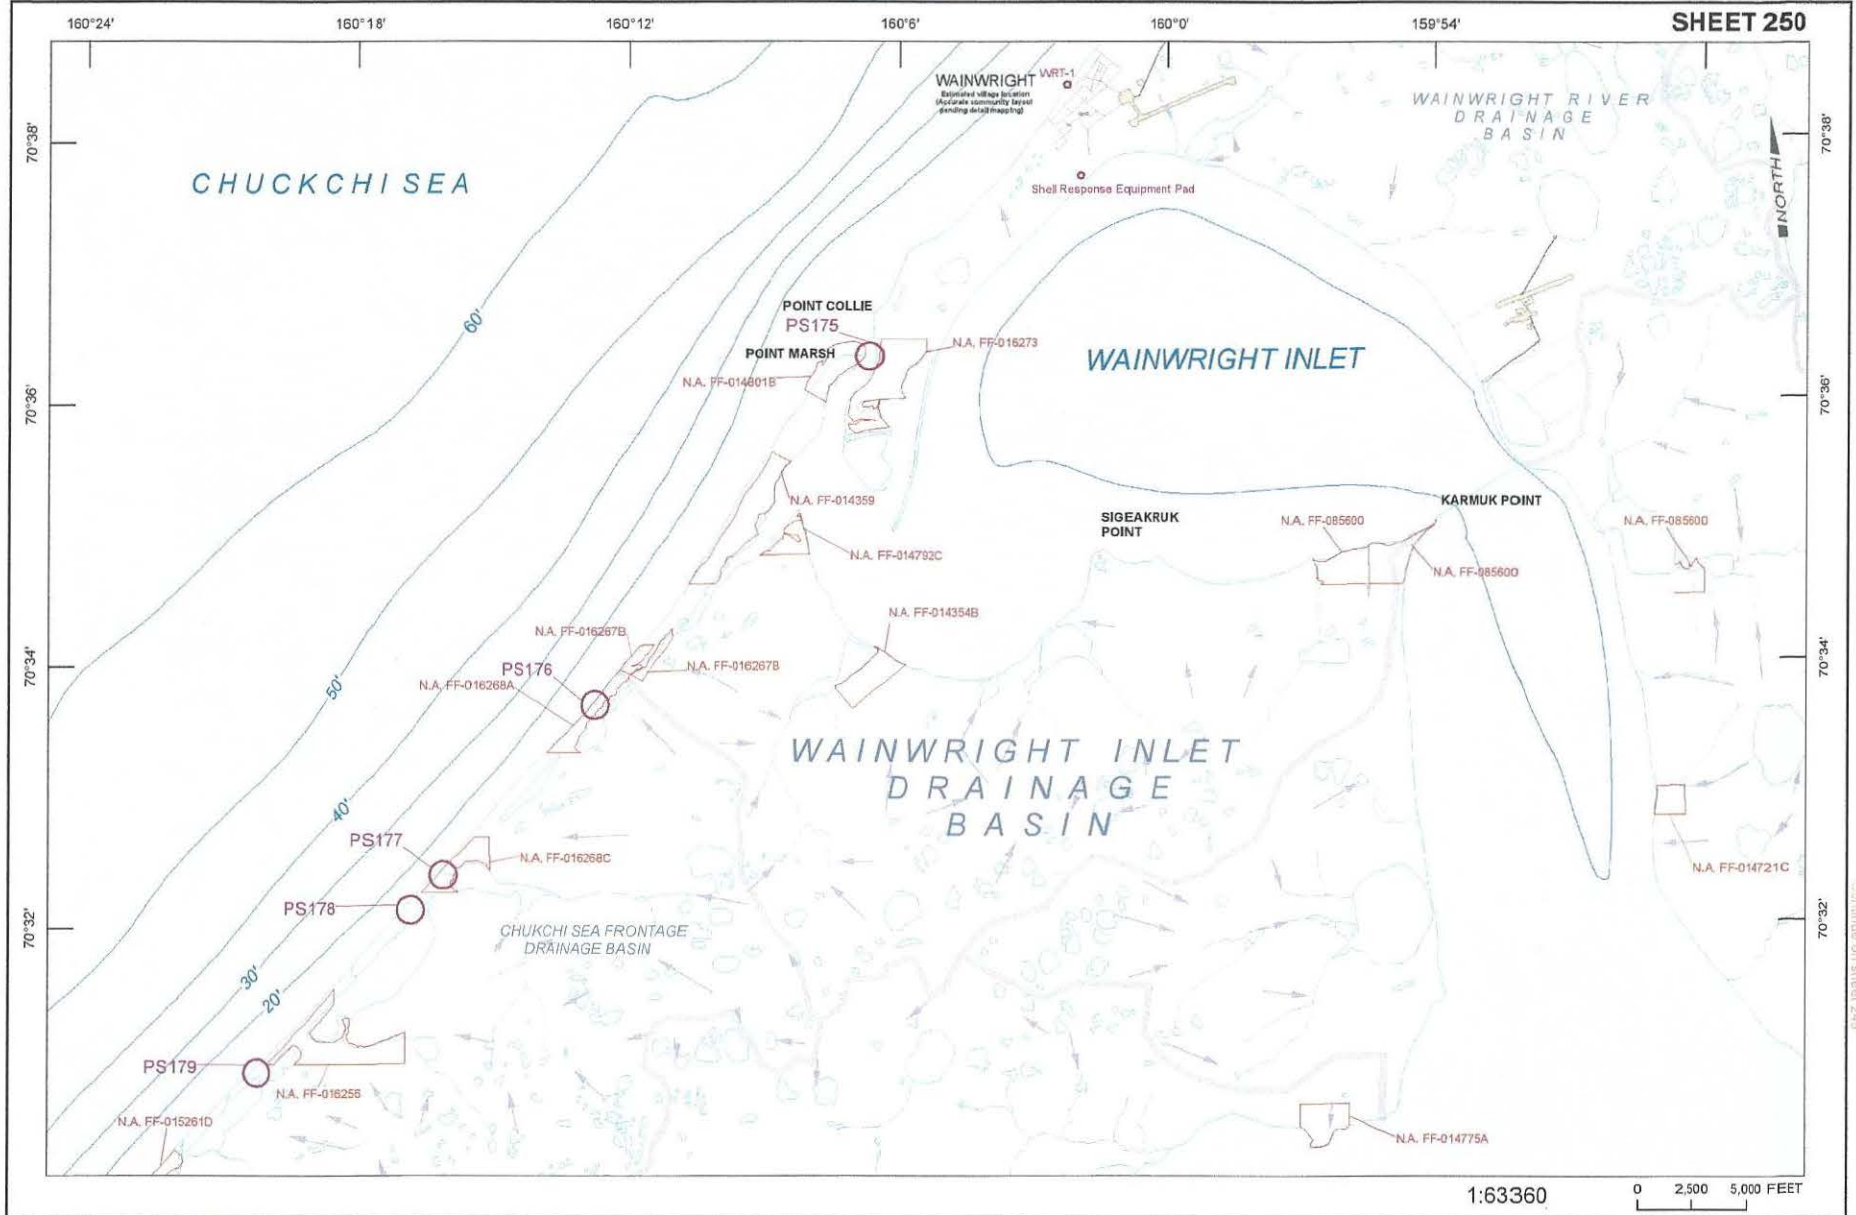 160°24'
160°18'
160°12'
160°6'
160°0'
159°54'
SHEET 250
WAINWRIGHT
Estimated village location
(Accurate community layout
pending detail mapping)
WRT-1
WAINWRIGHT RIVER
DRAINAGE
BASIN
70°38'
70°38'
CHUCKCHI SEA
NORTH
Shell Response Equipment Pad
60'
POINT COLLIE
PS175
POINT MARSH
N.A. FF-016273
N.A. FF-014801B
WAINWRIGHT INLET
70°36'
70°36'
N.A. FF-014359
KARMUK POINT
SIGEAKRUK
POINT
N.A. FF-085600
N.A. FF-085600
N.A. FF-014792C
N.A. FF-085600
N.A. FF-014354B
N.A. FF-016267B
PS176
N.A. FF-016267B
N.A. FF-016268A
50'
70°34'
70°34'
WAINWRIGHT INLET
DRAINAGE
BASIN
40'
PS177
N.A. FF-016268C
N.A. FF-014721C
PS178
70°32'
70°32'
CHUKCHI SEA FRONTAGE
DRAINAGE BASIN
30'
20'
PS179
N.A. FF-016256
N.A. FF-015261D
N.A. FF-014775A
1:63360
0 2,500 5,000 FEET